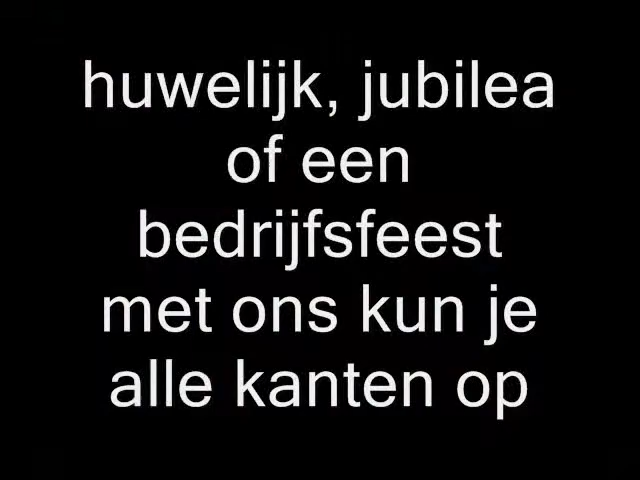 huwelijk, jubilea
of een
bedrijfsfeest
met ons kun je
alle kanten op